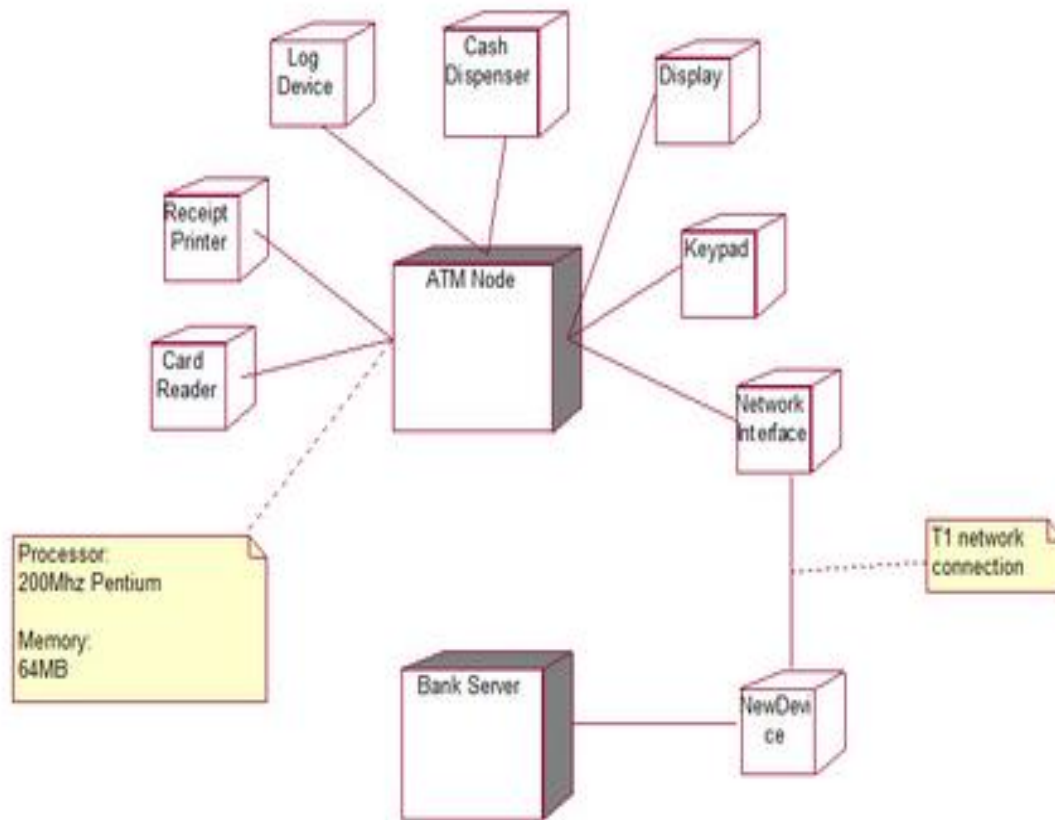 Log
Device
Cash
Dispenser
Display
Receipt
Printer
ATM Node
Keypad
Card
Reader
Network
Interface
Processor:
200Mhz Pentium
Memory:
64MB
T1 network
connection
Bank Server
NewDevi
ce